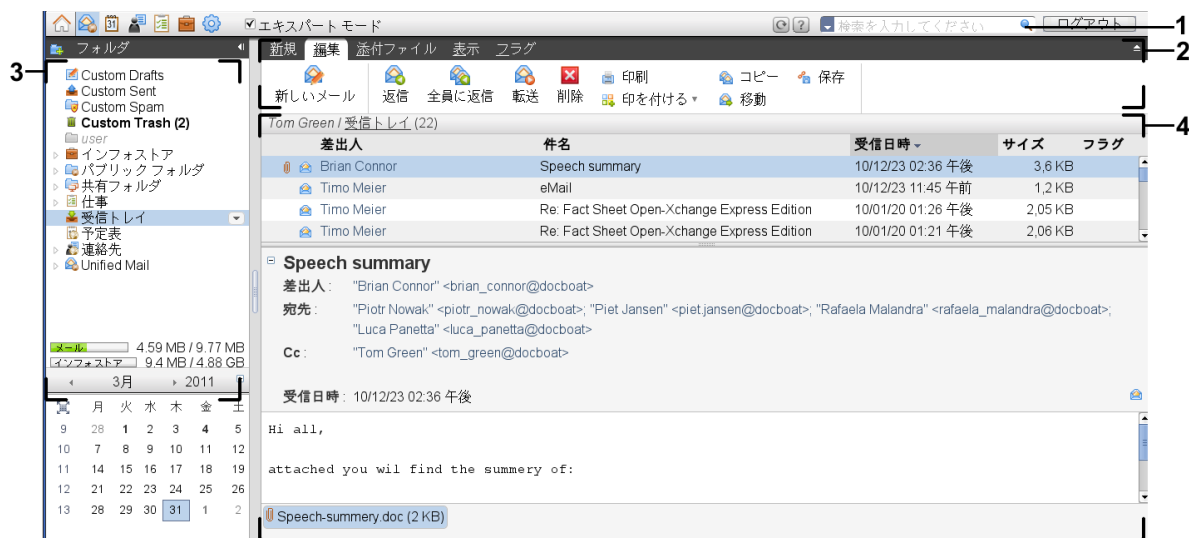 エキスパート モード 検索を入力してください ログアウト 1
フォルダ
新規 編集 添付ファイル 表示 フラグ 2
3
Custom Drafts
Custom Sent
Custom Spam
Custom Trash (2)
user
インフォストア
パブリック フォルダ
共有フォルダ
仕事
受信トレイ
予定表
連絡先
Unified Mail
メール 4.59 MB / 9.77 MB
インフォストア 9.4 MB / 4.88 GB
3月 2011
月 火 水 木 金 土
9 28 1 2 3 4 5
10 7 8 9 10 11 12
11 14 15 16 17 18 19
12 21 22 23 24 25 26
13 28 29 30 31 1 2
新しいメール 返信 全員に返信 転送 削除 印刷 コピー 保存
印を付ける 移動
Tom Green / 受信トレイ (22) 4
差出人 件名 受信日時 サイズ フラグ
Brian Connor Speech summary 10/12/23 02:36 午後 3,6 KB
Timo Meier eMail 10/12/23 11:45 午前 1,2 KB
Timo Meier Re: Fact Sheet Open-Xchange Express Edition 10/01/20 01:26 午後 2,05 KB
Timo Meier Re: Fact Sheet Open-Xchange Express Edition 10/01/20 01:21 午後 2,06 KB
Speech summary
差出人 : "Brian Connor" <brian_connor@docboat>
宛先 : "Piotr Nowak" <piotr_nowak@docboat>; "Piet Jansen" <piet.jansen@docboat>; "Rafaela Malandra" <rafaela_malandra@docboat>;
"Luca Panetta" <luca_panetta@docboat>
Cc : "Tom Green" <tom_green@docboat>
受信日時 : 10/12/23 02:36 午後
Hi all,
attached you wil find the summery of:
Speech-summery.doc (2 KB)